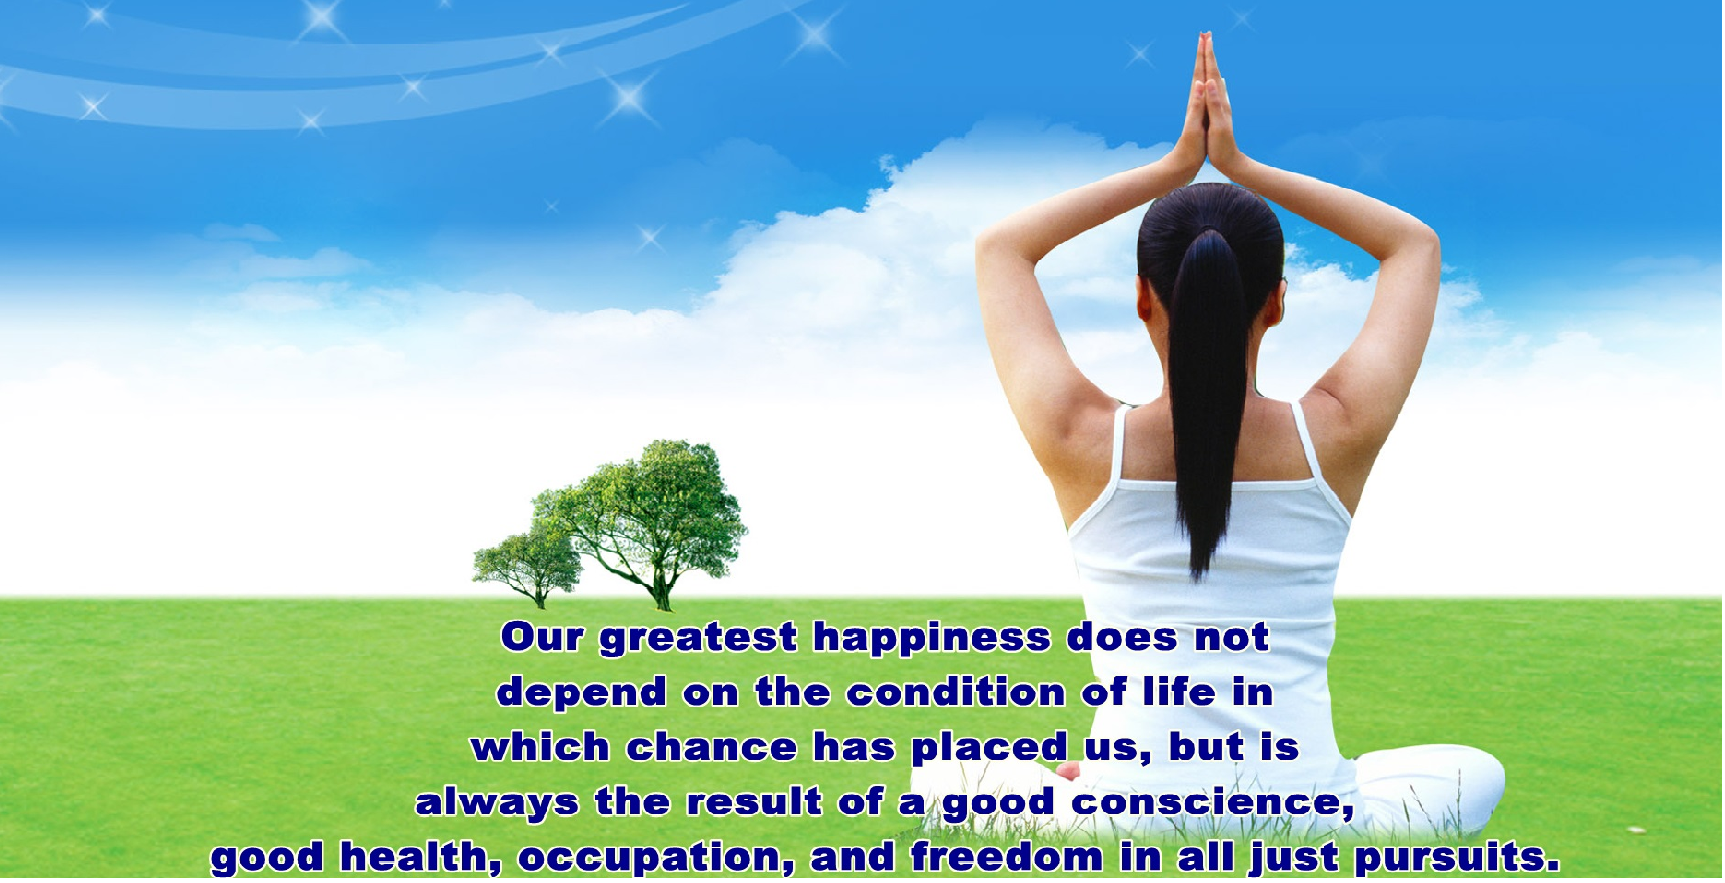 Our greatest happiness does not
depend on the condition of life in
which chance has placed us, but is
always the result of a good conscience,
good health, occupation, and freedom in all just pursuits.